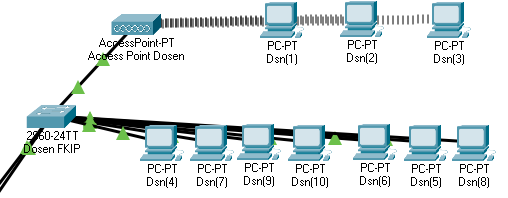 AccessPoint-PT
Access Point Dosen
PC-PT
Dsn(1)
PC-PT
Dsn(2)
PC-PT
Dsn(3)
2960-24TT
Dosen FKIP
PC-PT
Dsn(4)
PC-PT
Dsn(7)
PC-PT
Dsn(9)
PC-PT
Dsn(10)
PC-PT
Dsn(6)
PC-PT
Dsn(5)
PC-PT
Dsn(8)